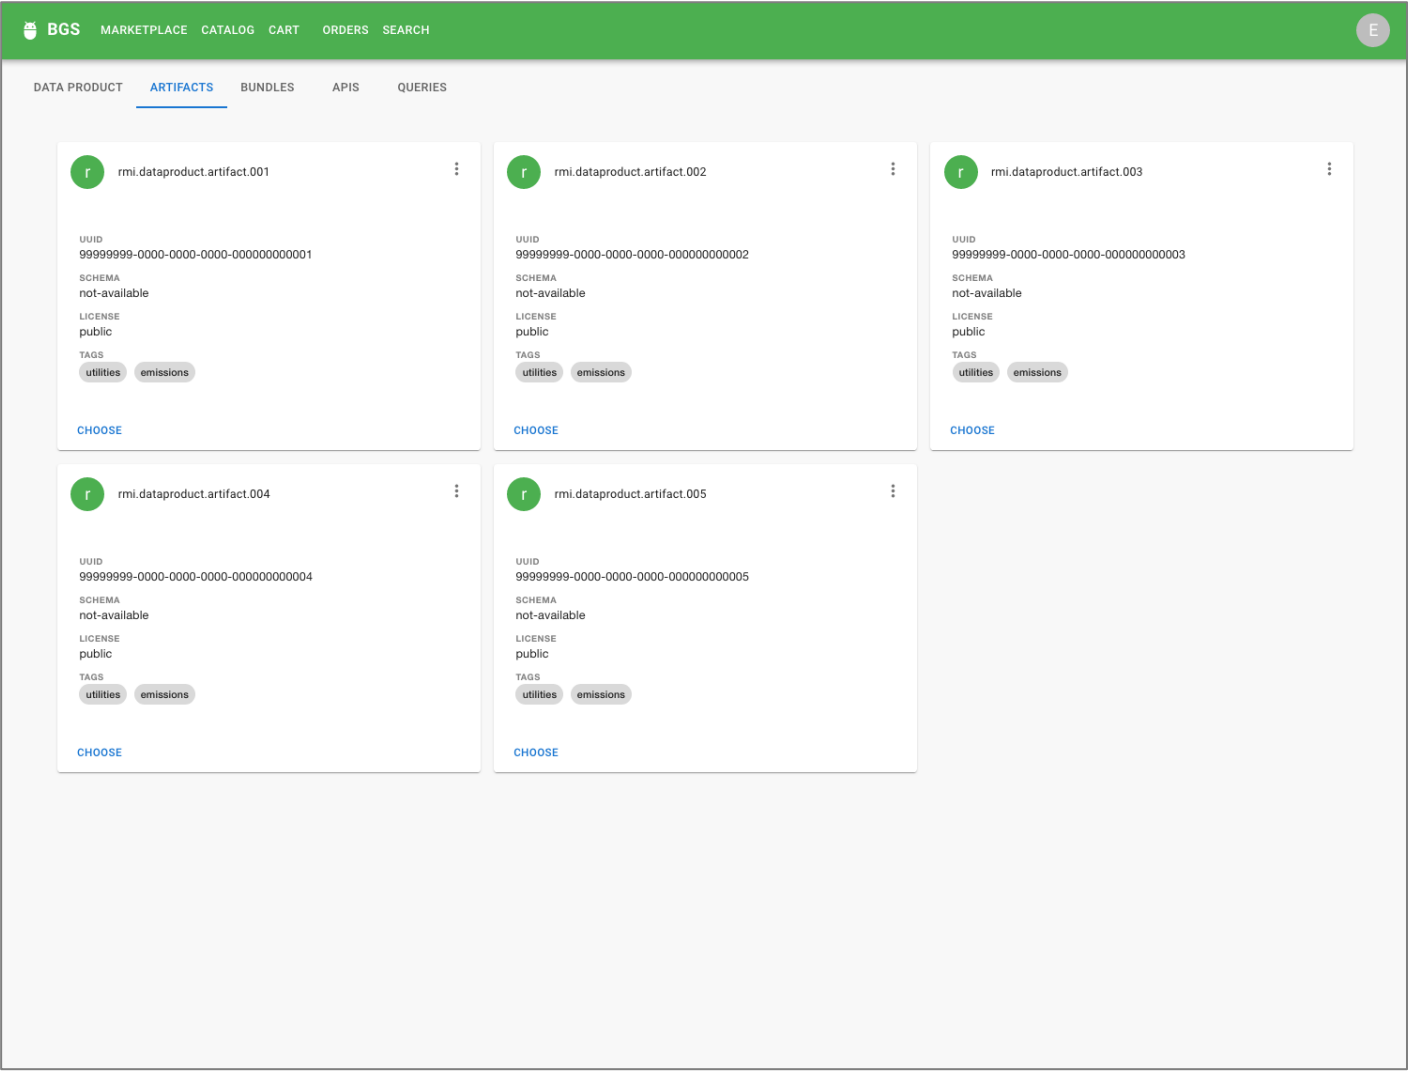 BGS MARKETPLACE CATALOG CART ORDERS SEARCH E
DATA PRODUCT ARTIFACTS BUNDLES APIS QUERIES
r rmi.dataproduct.artifact.001
UUID
99999999-0000-0000-0000-000000000001
SCHEMA
not-available
LICENSE
public
TAGS
utilities emissions
CHOOSE
r rmi.dataproduct.artifact.002
UUID
99999999-0000-0000-0000-000000000002
SCHEMA
not-available
LICENSE
public
TAGS
utilities emissions
CHOOSE
r rmi.dataproduct.artifact.003
UUID
99999999-0000-0000-0000-000000000003
SCHEMA
not-available
LICENSE
public
TAGS
utilities emissions
CHOOSE
r rmi.dataproduct.artifact.004
UUID
99999999-0000-0000-0000-000000000004
SCHEMA
not-available
LICENSE
public
TAGS
utilities emissions
CHOOSE
r rmi.dataproduct.artifact.005
UUID
99999999-0000-0000-0000-000000000005
SCHEMA
not-available
LICENSE
public
TAGS
utilities emissions
CHOOSE